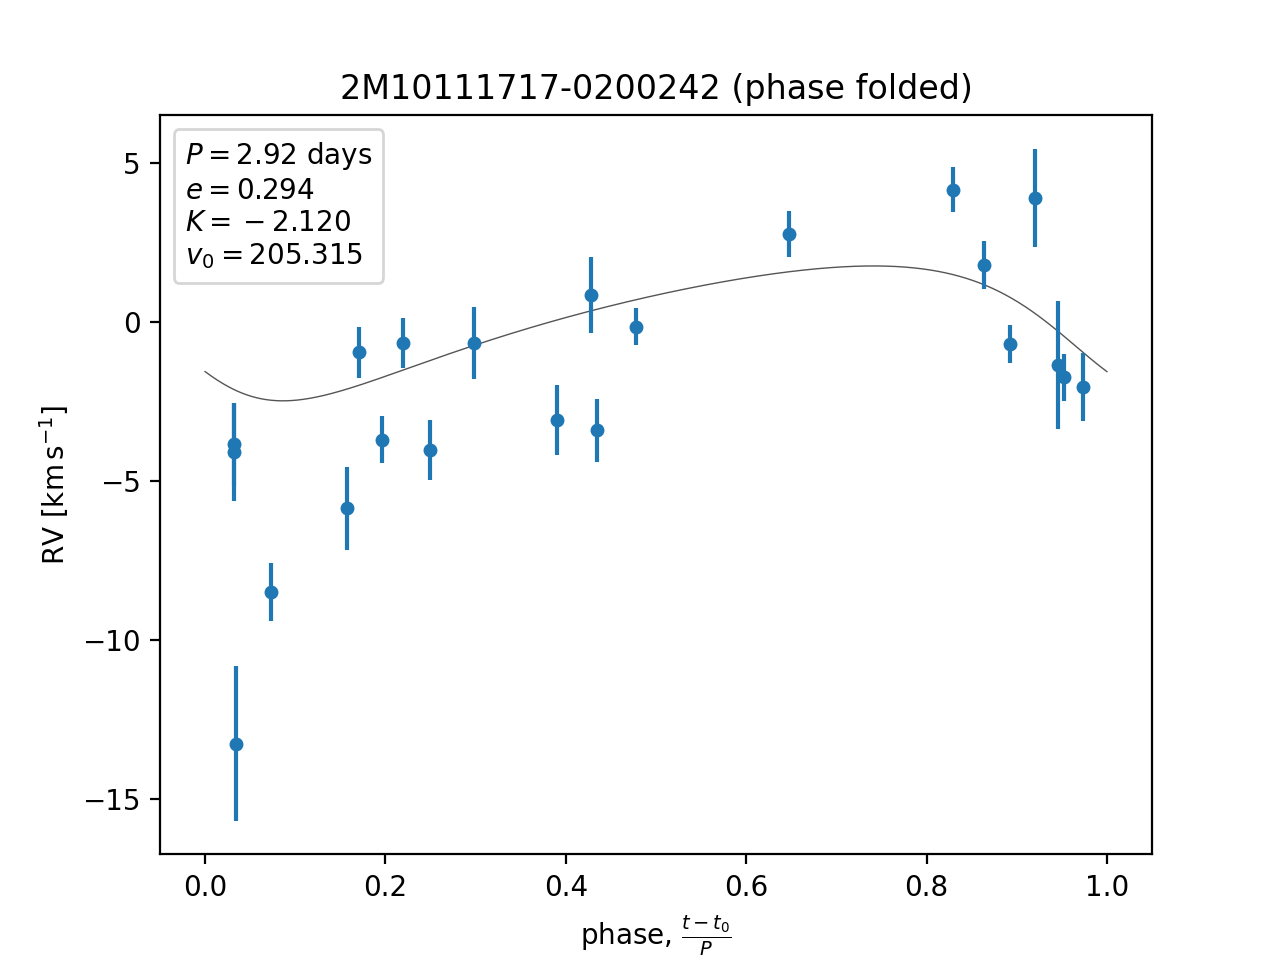 2M10111717-0200242 (phase folded)
P = 2.92 days
e = 0.294
K = −2.120
v₀ = 205.315
5
0
−5
−10
−15
RV [km s⁻¹]
0.0 0.2 0.4 0.6 0.8 1.0
phase, (t − t₀)/P